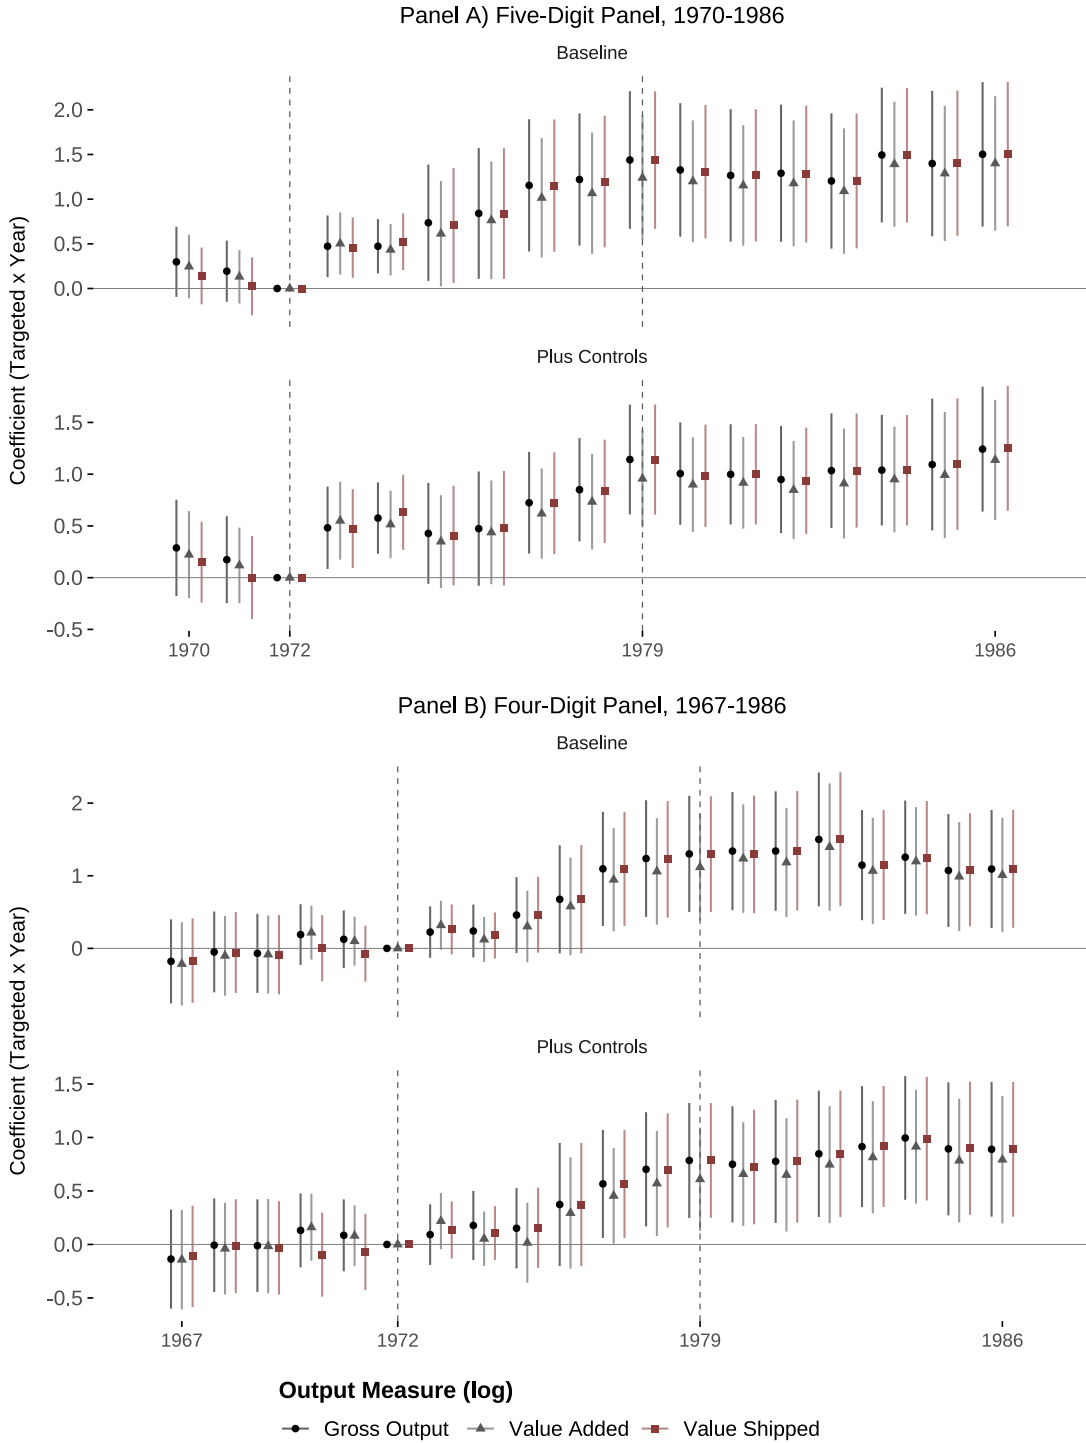 Panel A) Five-Digit Panel, 1970-1986
Baseline
2.0
1.5
1.0
0.5
0.0
Plus Controls
1.5
1.0
0.5
0.0
-0.5
Coefficient (Targeted x Year)
1970 1972 1979 1986
Panel B) Four-Digit Panel, 1967-1986
Baseline
2
1
0
Plus Controls
1.5
1.0
0.5
0.0
-0.5
Coefficient (Targeted x Year)
1967 1972 1979 1986
Output Measure (log)
Gross Output Value Added Value Shipped